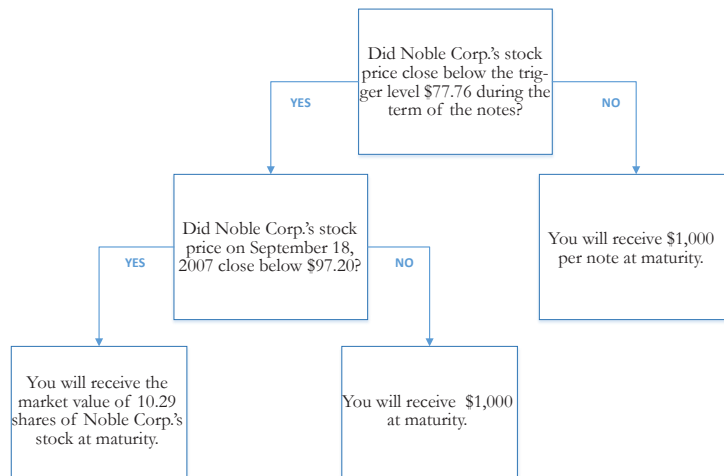 Did Noble Corp.'s stock
price close below the trig-
ger level $77.76 during the
term of the notes?
YES
NO
Did Noble Corp.'s stock
price on September 18,
2007 close below $97.20?
You will receive $1,000
per note at maturity.
YES
NO
You will receive the
market value of 10.29
shares of Noble Corp.'s
stock at maturity.
You will receive $1,000
at maturity.